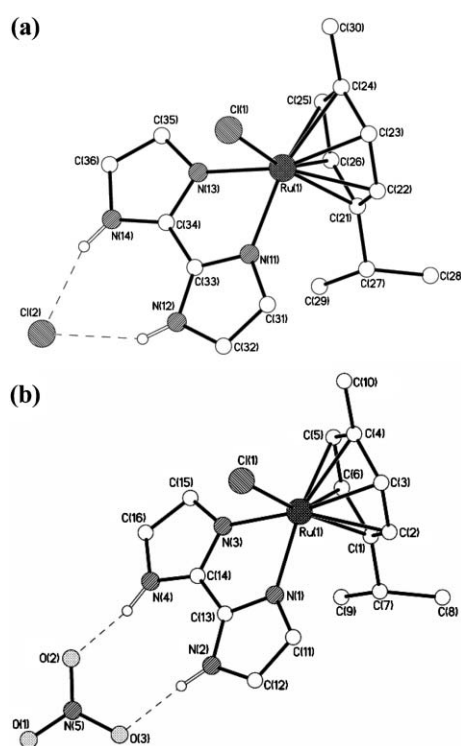 (a)
C(30)
C(24)
C(25)
Cl(1)
C(23)
C(35)
C(26)
C(36)
N(13)
Ru(1)
C(22)
C(21)
C(34)
N(14)
N(11)
C(33)
C(27)
C(28)
C(29)
N(12)
Cl(2)
C(31)
C(32)
(b)
C(10)
C(5)
C(4)
Cl(1)
C(6)
C(3)
C(15)
C(16)
N(3)
Ru(1)
C(2)
C(1)
C(14)
N(4)
N(1)
C(13)
C(9)
C(7)
C(8)
O(2)
N(2)
C(11)
C(12)
O(1)
N(5)
O(3)